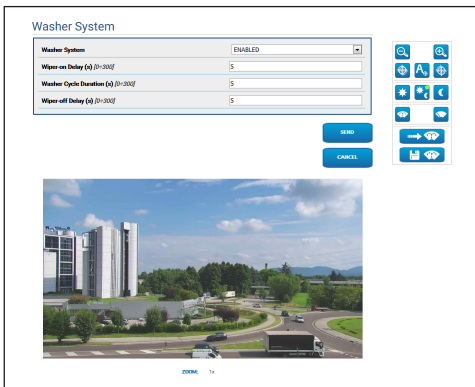 Washer System
Washer System ENABLED
Wiper-on Delay (s) [0÷300] 5
Washer Cycle Duration (s) [0÷300] 5
Wiper-off Delay (s) [0÷300] 5
SEND
CANCEL
A
ZOOM: 1x